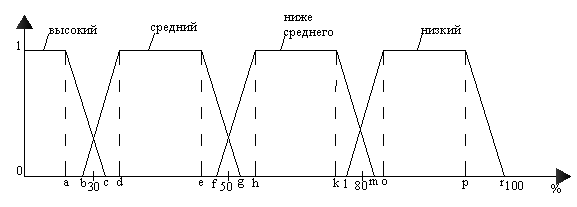 высокий
средний
ниже
среднего
низкий
1
0
a
b
30
c
d
e
f
50
g
h
k
l
80
m
o
p
r
100
%